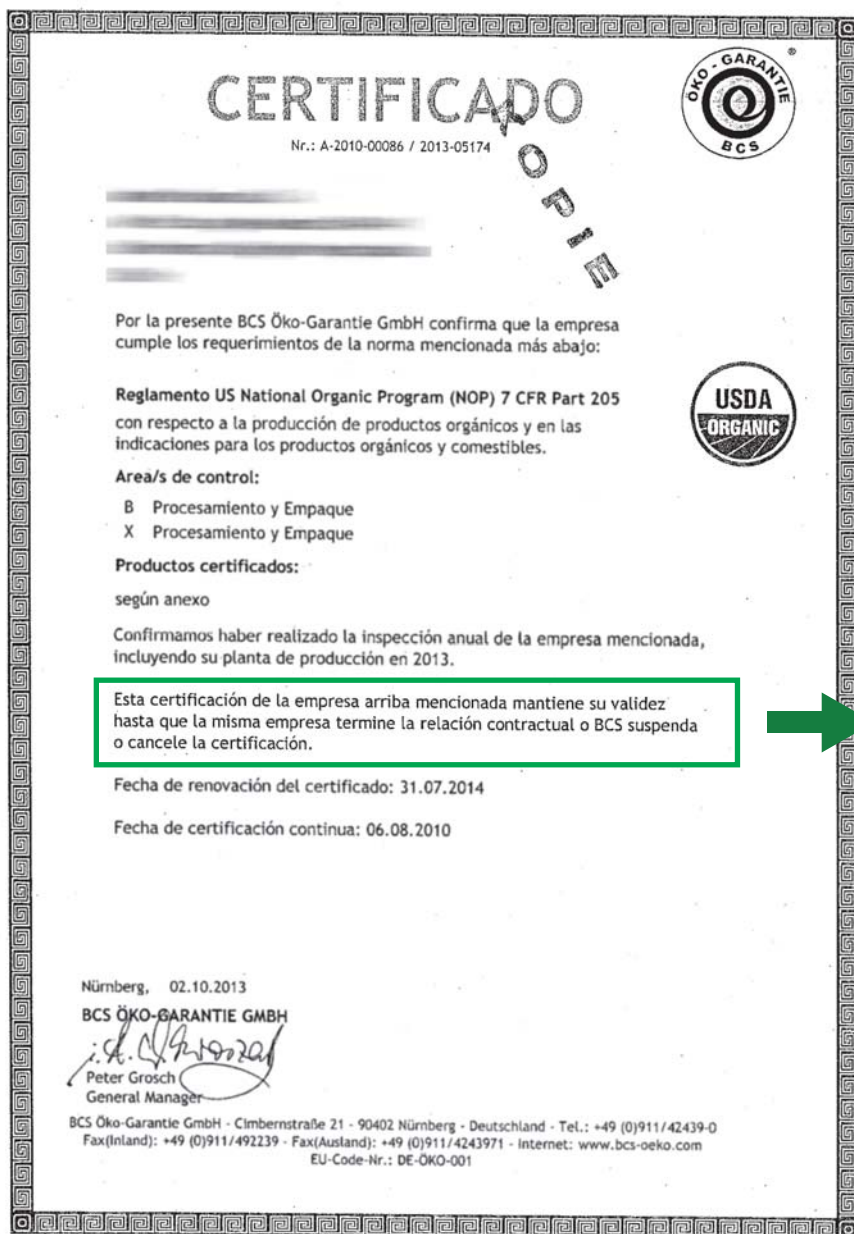 CERTIFICADO
Nr.: A-2010-00086 / 2013-05174
KOPIE
ÖKO - GARANTIE
BCS
®
Por la presente BCS Öko-Garantie GmbH confirma que la empresa
cumple los requerimientos de la norma mencionada más abajo:
Reglamento US National Organic Program (NOP) 7 CFR Part 205
con respecto a la producción de productos orgánicos y en las
indicaciones para los productos orgánicos y comestibles.
USDA
ORGANIC
Area/s de control:
B Procesamiento y Empaque
X Procesamiento y Empaque
Productos certificados:
según anexo
Confirmamos haber realizado la inspección anual de la empresa mencionada,
incluyendo su planta de producción en 2013.
Esta certificación de la empresa arriba mencionada mantiene su validez
hasta que la misma empresa termine la relación contractual o BCS suspenda
o cancele la certificación.
Fecha de renovación del certificado: 31.07.2014
Fecha de certificación continua: 06.08.2010
Nürnberg, 02.10.2013
BCS ÖKO-GARANTIE GMBH
i.A.
Peter Grosch
General Manager
BCS Öko-Garantie GmbH - Cimbernstraße 21 - 90402 Nürnberg - Deutschland - Tel.: +49 (0)911/42439-0
Fax(Inland): +49 (0)911/492239 - Fax(Ausland): +49 (0)911/4243971 - Internet: www.bcs-oeko.com
EU-Code-Nr.: DE-ÖKO-001